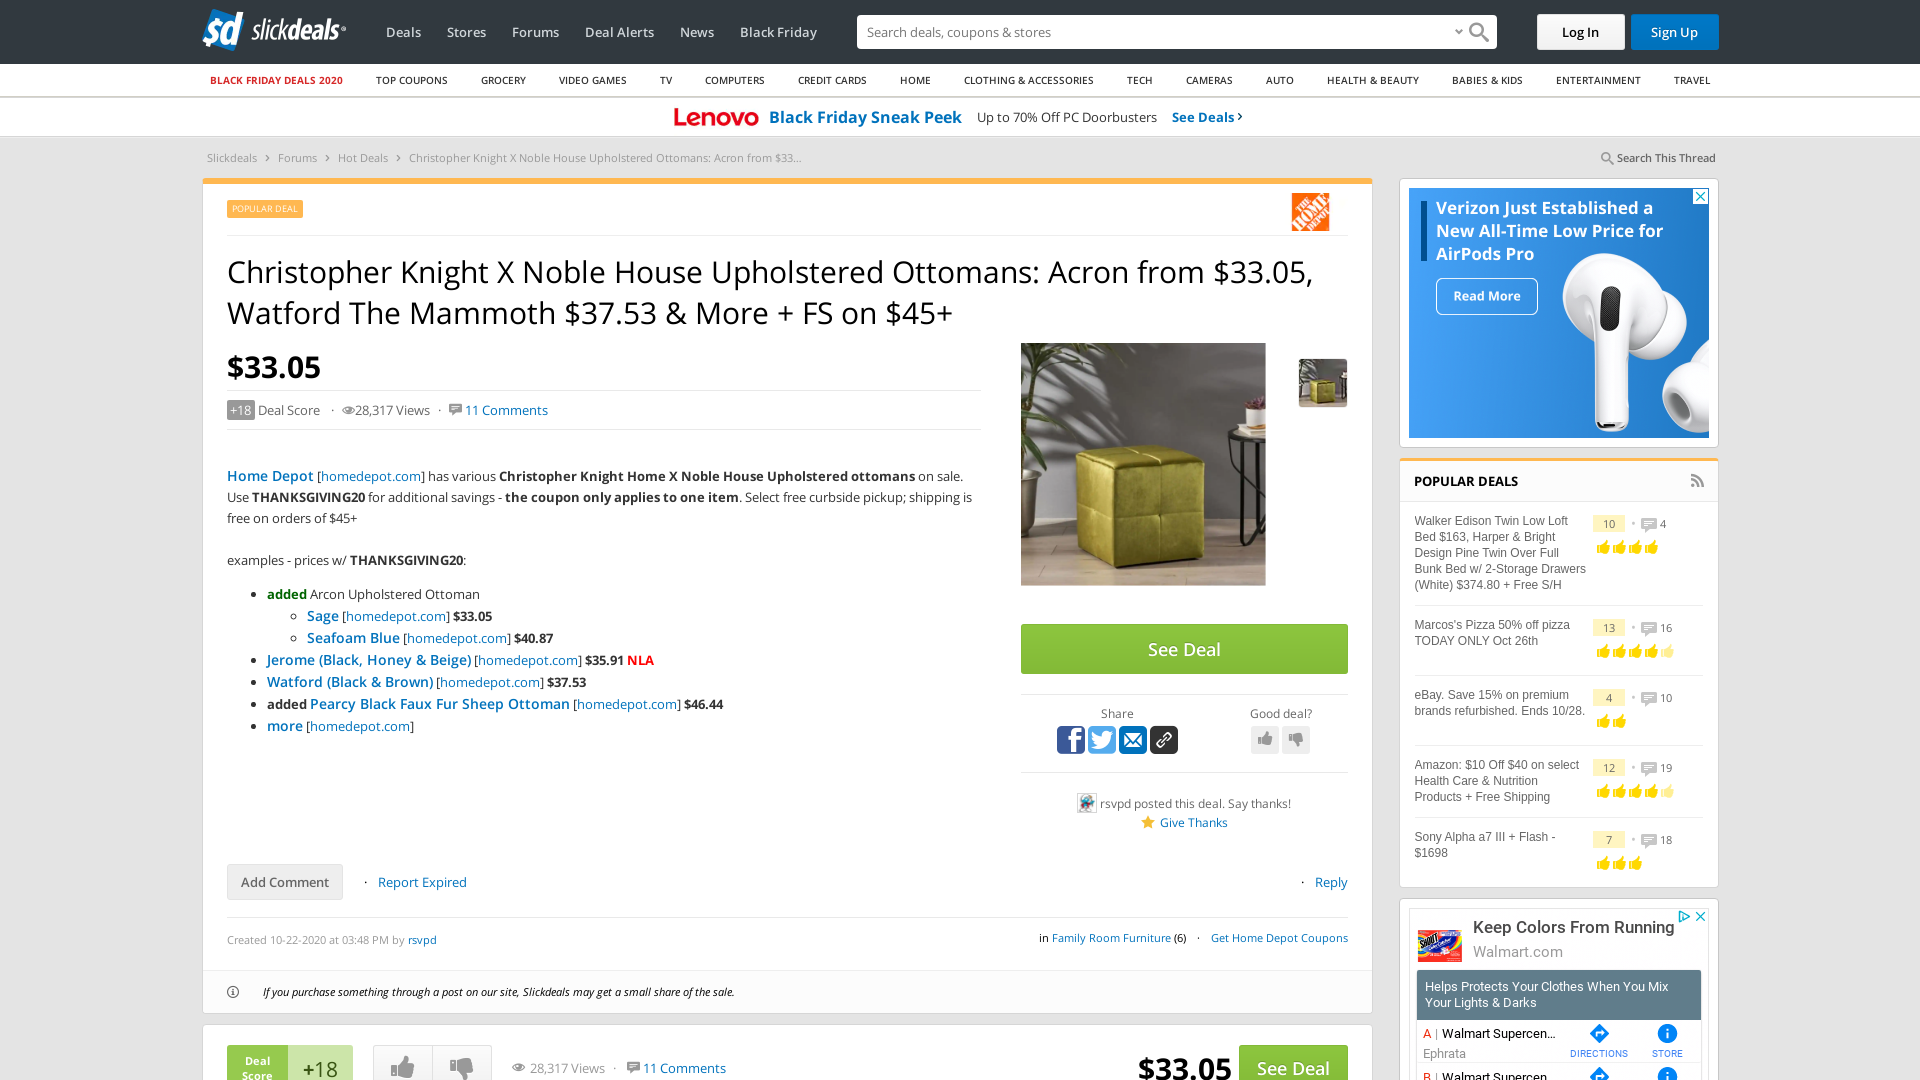 slickdeals
Deals Stores Forums Deal Alerts News Black Friday
Search deals, coupons & stores
Log In Sign Up
BLACK FRIDAY DEALS 2020 TOP COUPONS GROCERY VIDEO GAMES TV COMPUTERS CREDIT CARDS HOME CLOTHING & ACCESSORIES TECH CAMERAS AUTO HEALTH & BEAUTY BABIES & KIDS ENTERTAINMENT TRAVEL
Lenovo Black Friday Sneak Peek Up to 70% Off PC Doorbusters See Deals ›
Slickdeals › Forums › Hot Deals › Christopher Knight X Noble House Upholstered Ottomans: Acron from $33...
Search This Thread
POPULAR DEAL
THE HOME DEPOT
Christopher Knight X Noble House Upholstered Ottomans: Acron from $33.05,
Watford The Mammoth $37.53 & More + FS on $45+
$33.05
+18 Deal Score · 28,317 Views · 11 Comments
Home Depot [homedepot.com] has various Christopher Knight Home X Noble House Upholstered ottomans on sale.
Use THANKSGIVING20 for additional savings - the coupon only applies to one item. Select free curbside pickup; shipping is
free on orders of $45+
examples - prices w/ THANKSGIVING20:
added Arcon Upholstered Ottoman
Sage [homedepot.com] $33.05
Seafoam Blue [homedepot.com] $40.87
Jerome (Black, Honey & Beige) [homedepot.com] $35.91 NLA
Watford (Black & Brown) [homedepot.com] $37.53
added Pearcy Black Faux Fur Sheep Ottoman [homedepot.com] $46.44
more [homedepot.com]
See Deal
Share
Good deal?
rsvpd posted this deal. Say thanks!
Give Thanks
Add Comment · Report Expired
· Reply
Created 10-22-2020 at 03:48 PM by rsvpd
in Family Room Furniture (6) · Get Home Depot Coupons
If you purchase something through a post on our site, Slickdeals may get a small share of the sale.
Deal
Score
+18
28,317 Views · 11 Comments
$33.05
See Deal
Verizon Just Established a
New All-Time Low Price for
AirPods Pro
Read More
POPULAR DEALS
Walker Edison Twin Low Loft
Bed $163, Harper & Bright
Design Pine Twin Over Full
Bunk Bed w/ 2-Storage Drawers
(White) $374.80 + Free S/H
10 • 4
Marcos's Pizza 50% off pizza
TODAY ONLY Oct 26th
13 • 16
eBay. Save 15% on premium
brands refurbished. Ends 10/28.
4 • 10
Amazon: $10 Off $40 on select
Health Care & Nutrition
Products + Free Shipping
12 • 19
Sony Alpha a7 III + Flash -
$1698
7 • 18
Keep Colors From Running
Walmart.com
SHOUT
Helps Protects Your Clothes When You Mix
Your Lights & Darks
A | Walmart Supercen...
Ephrata
DIRECTIONS
STORE
B | Walmart Supercen...